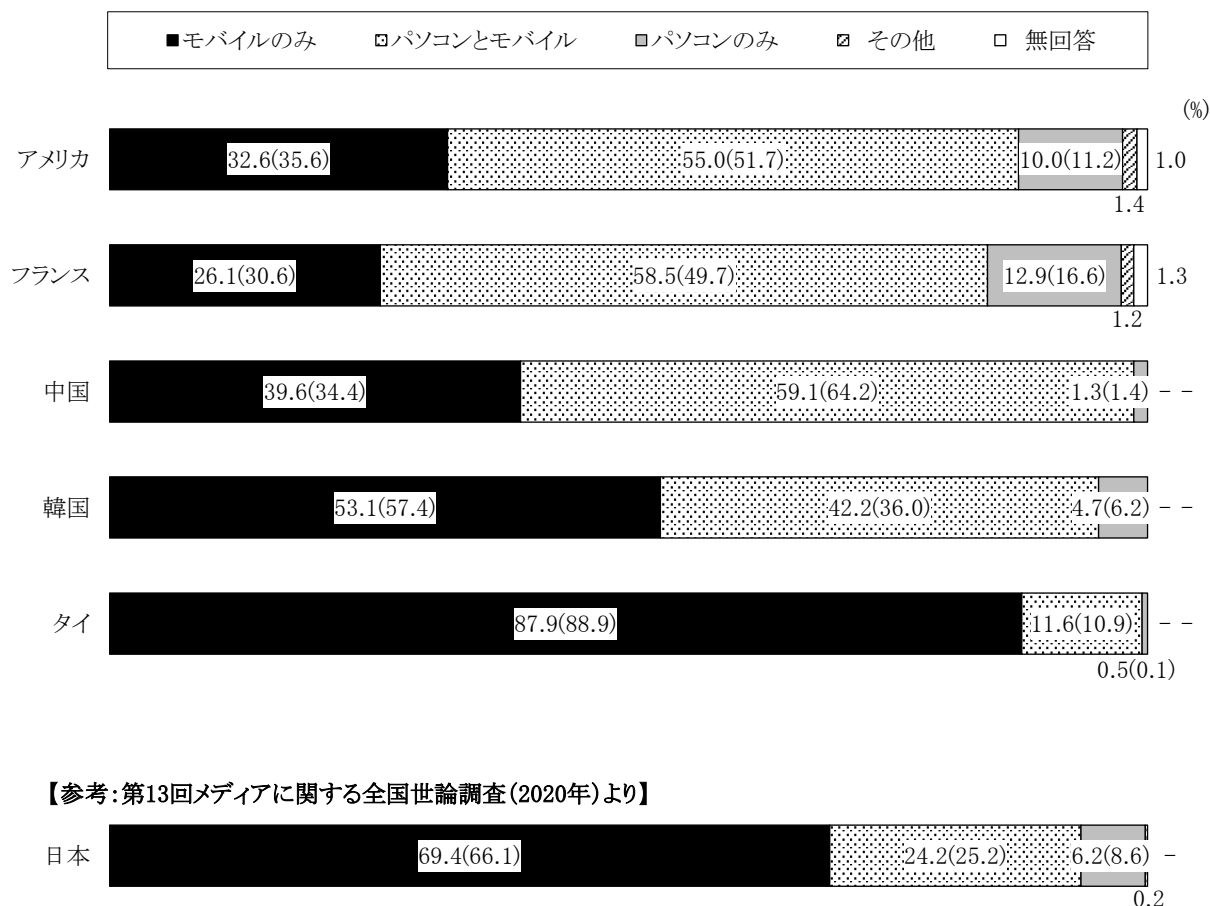 モバイルのみ パソコンとモバイル パソコンのみ その他 無回答
(%)
アメリカ 32.6(35.6) 55.0(51.7) 10.0(11.2) 1.0
1.4
フランス 26.1(30.6) 58.5(49.7) 12.9(16.6) 1.3
1.2
中国 39.6(34.4) 59.1(64.2) 1.3(1.4) - -
韓国 53.1(57.4) 42.2(36.0) 4.7(6.2) - -
タイ 87.9(88.9) 11.6(10.9) - -
0.5(0.1)
【参考：第13回メディアに関する全国世論調査（2020年）より】
日本 69.4(66.1) 24.2(25.2) 6.2(8.6) -
0.2